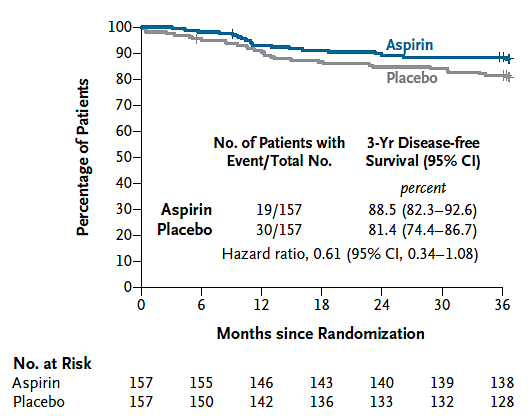 100
90
80
70
60
50
40
30
20
10
0
Percentage of Patients
Aspirin
Placebo
No. of Patients with Event/Total No.
3-Yr Disease-free Survival (95% CI)
percent
Aspirin 19/157 88.5 (82.3–92.6)
Placebo 30/157 81.4 (74.4–86.7)
Hazard ratio, 0.61 (95% CI, 0.34–1.08)
0 6 12 18 24 30 36
Months since Randomization
No. at Risk
Aspirin 157 155 146 143 140 139 138
Placebo 157 150 142 136 133 132 128